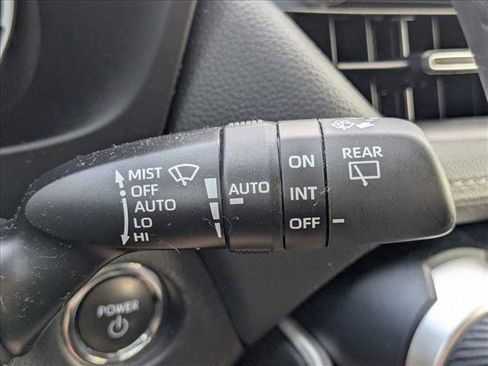 MIST
OFF
AUTO
LO
HI
AUTO
ON
INT
OFF
REAR
POWER